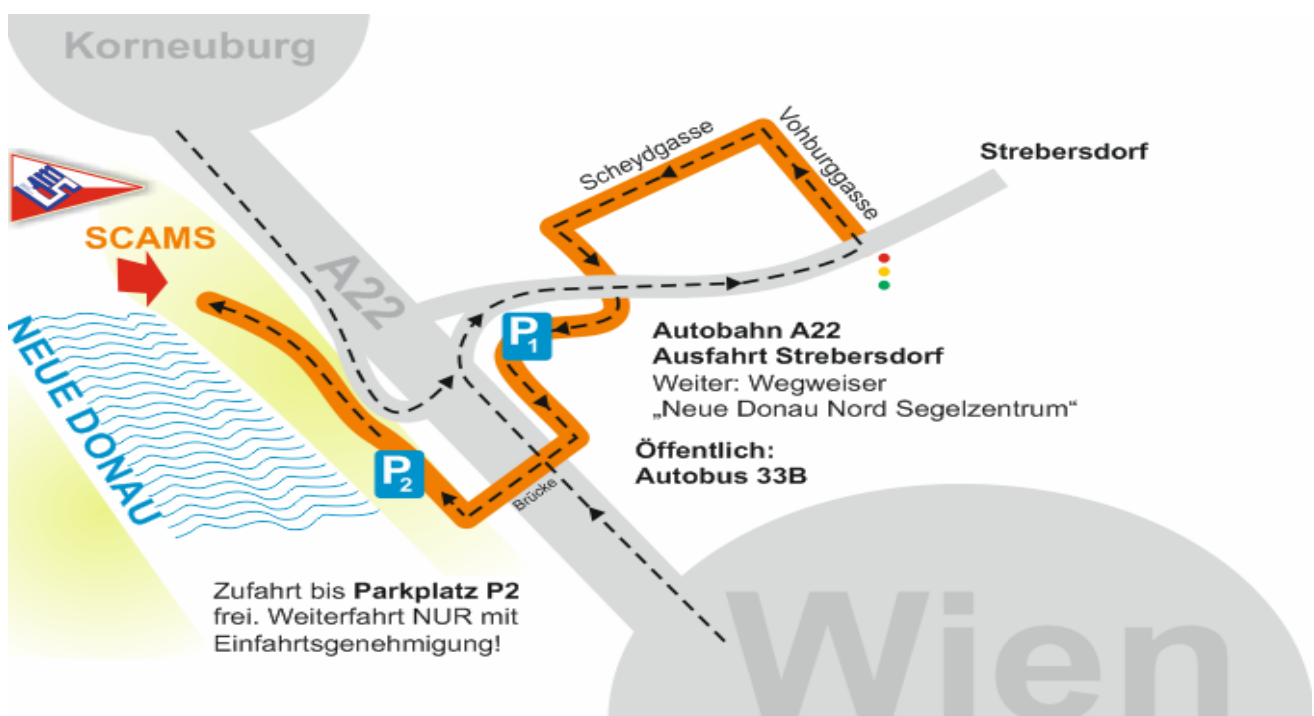 Korneuburg
Vohburggasse
Scheydgasse
Strebersdorf
SCAMS
A22
NEUE DONAU
P1
Autobahn A22
Ausfahrt Strebersdorf
Weiter: Wegweiser
„Neue Donau Nord Segelzentrum“
Öffentlich:
Autobus 33B
P2
Brücke
Zufahrt bis Parkplatz P2
frei. Weiterfahrt NUR mit
Einfahrtsgenehmigung!
Wien